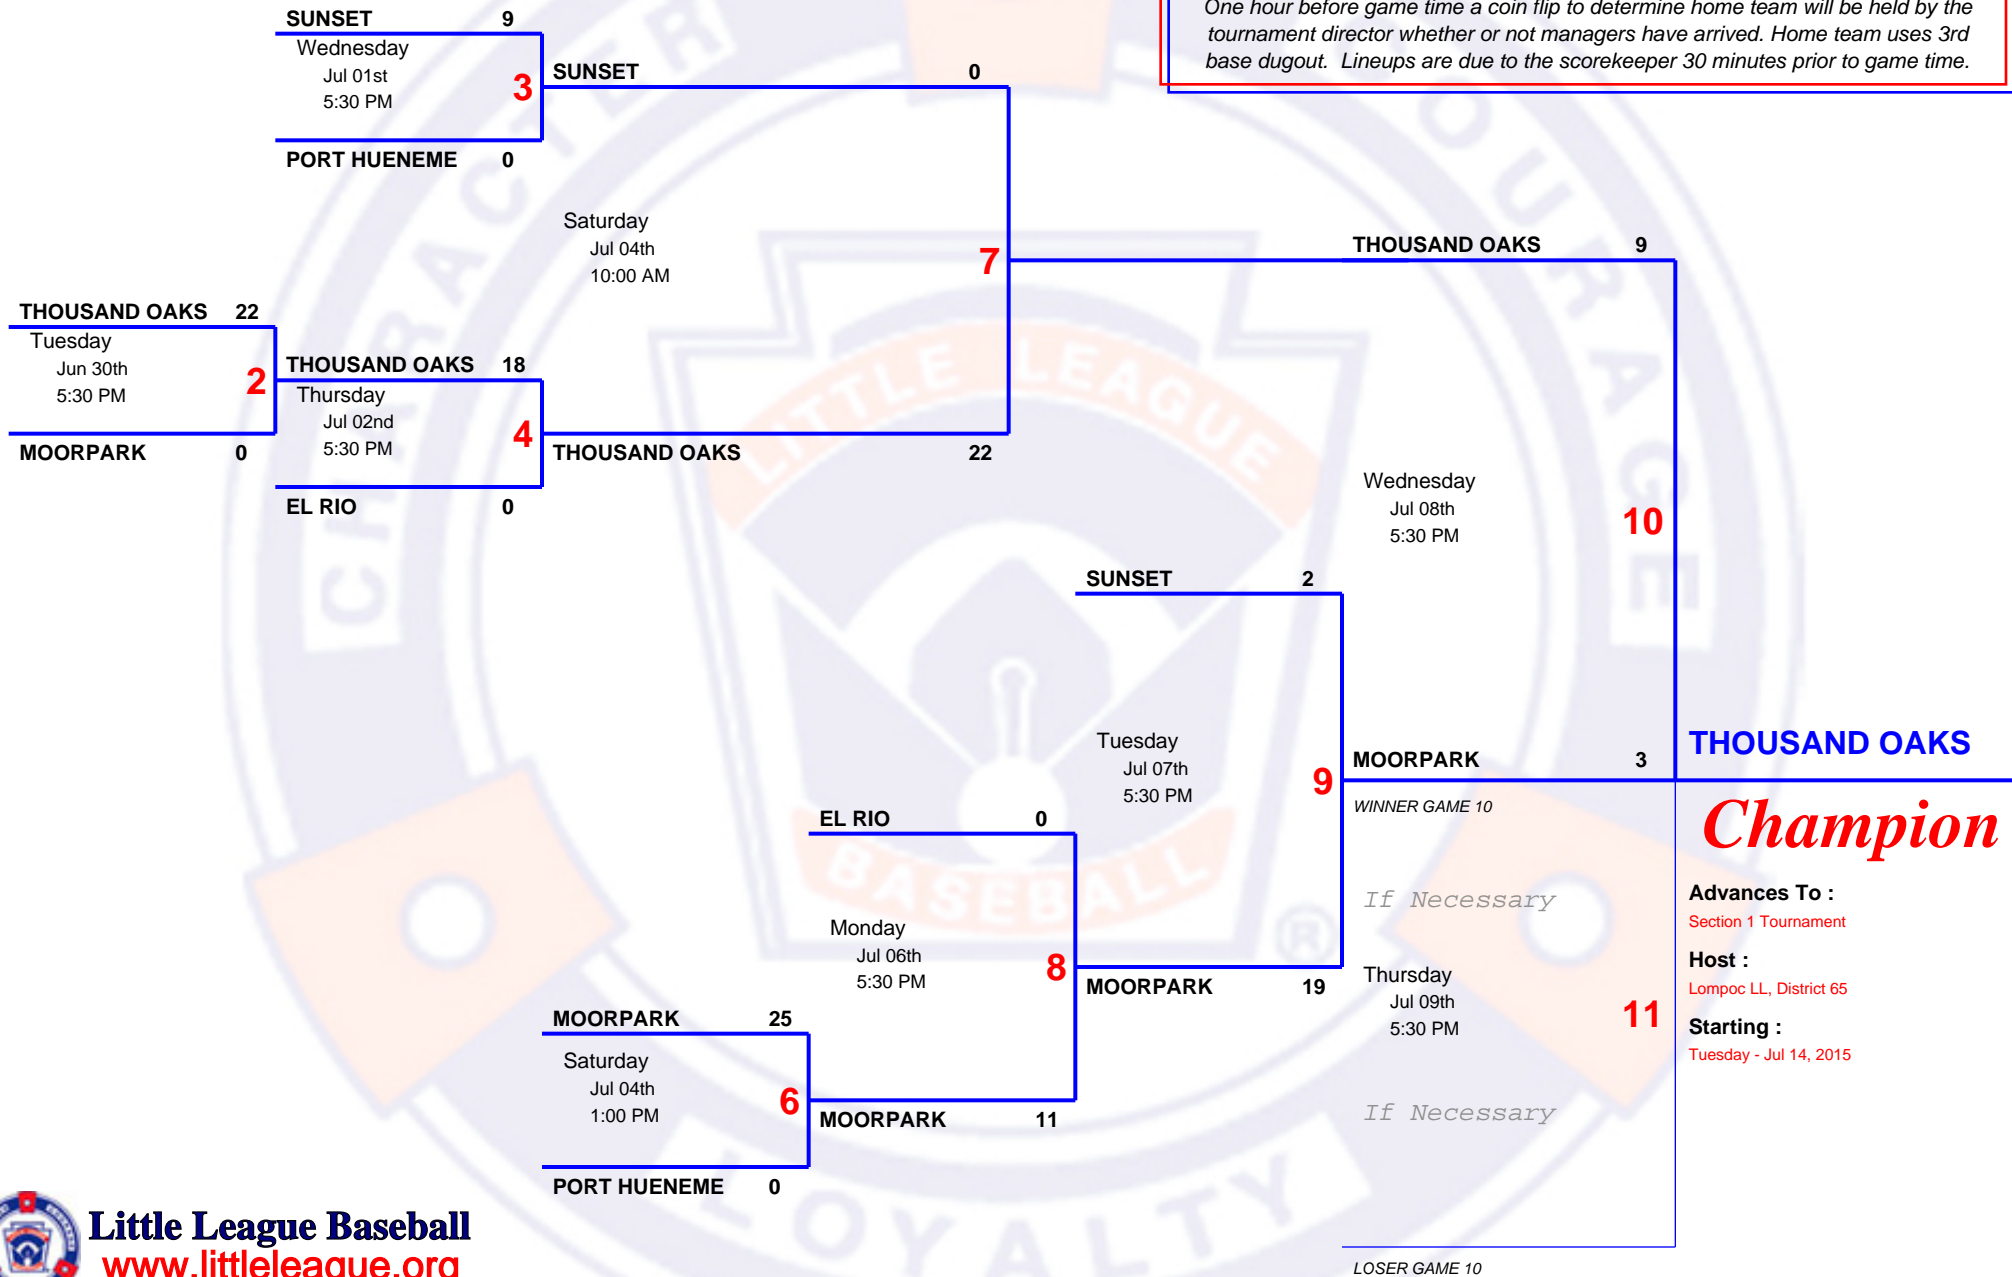 One hour before game time a coin flip to determine home team will be held by the
tournament director whether or not managers have arrived. Home team uses 3rd
base dugout.  Lineups are due to the scorekeeper 30 minutes prior to game time.
SUNSET 9
Wednesday
Jul 01st
5:30 PM
3
PORT HUENEME 0
SUNSET 0
Saturday
Jul 04th
10:00 AM
7
THOUSAND OAKS 22
Tuesday
Jun 30th
5:30 PM
2
MOORPARK 0
THOUSAND OAKS 18
Thursday
Jul 02nd
5:30 PM
4
EL RIO 0
THOUSAND OAKS 22
THOUSAND OAKS 9
Wednesday
Jul 08th
5:30 PM
10
SUNSET 2
Tuesday
Jul 07th
5:30 PM
9
MOORPARK 3
WINNER GAME 10
THOUSAND OAKS
Champion
Advances To :
Section 1 Tournament
Host :
Lompoc LL, District 65
Starting :
Tuesday - Jul 14, 2015
EL RIO 0
Monday
Jul 06th
5:30 PM
8
MOORPARK 19
If Necessary
Thursday
Jul 09th
5:30 PM
11
If Necessary
MOORPARK 25
Saturday
Jul 04th
1:00 PM
6
MOORPARK 11
PORT HUENEME 0
LOSER GAME 10
Little League Baseball
www.littleleague.org
CHARACTER
COURAGE
LOYALTY
LITTLE LEAGUE
BASEBALL
®